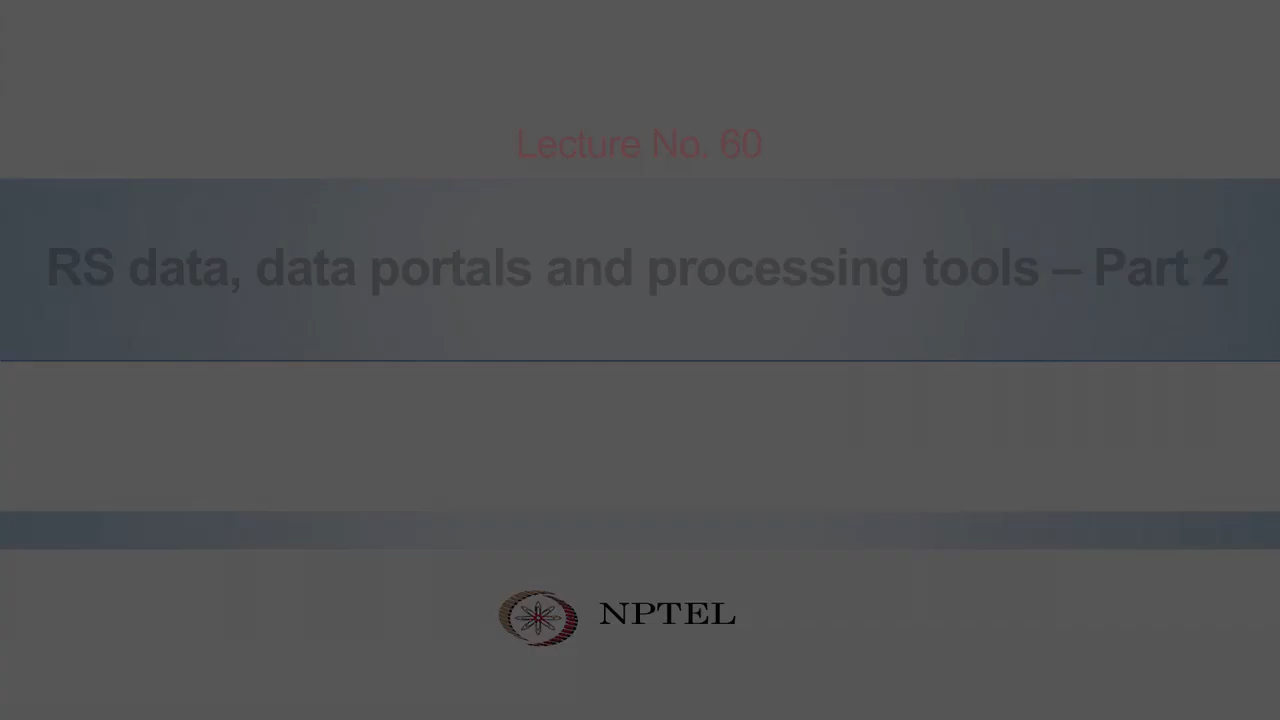 Lecture No. 60
RS data, data portals and processing tools – Part 2
NPTEL